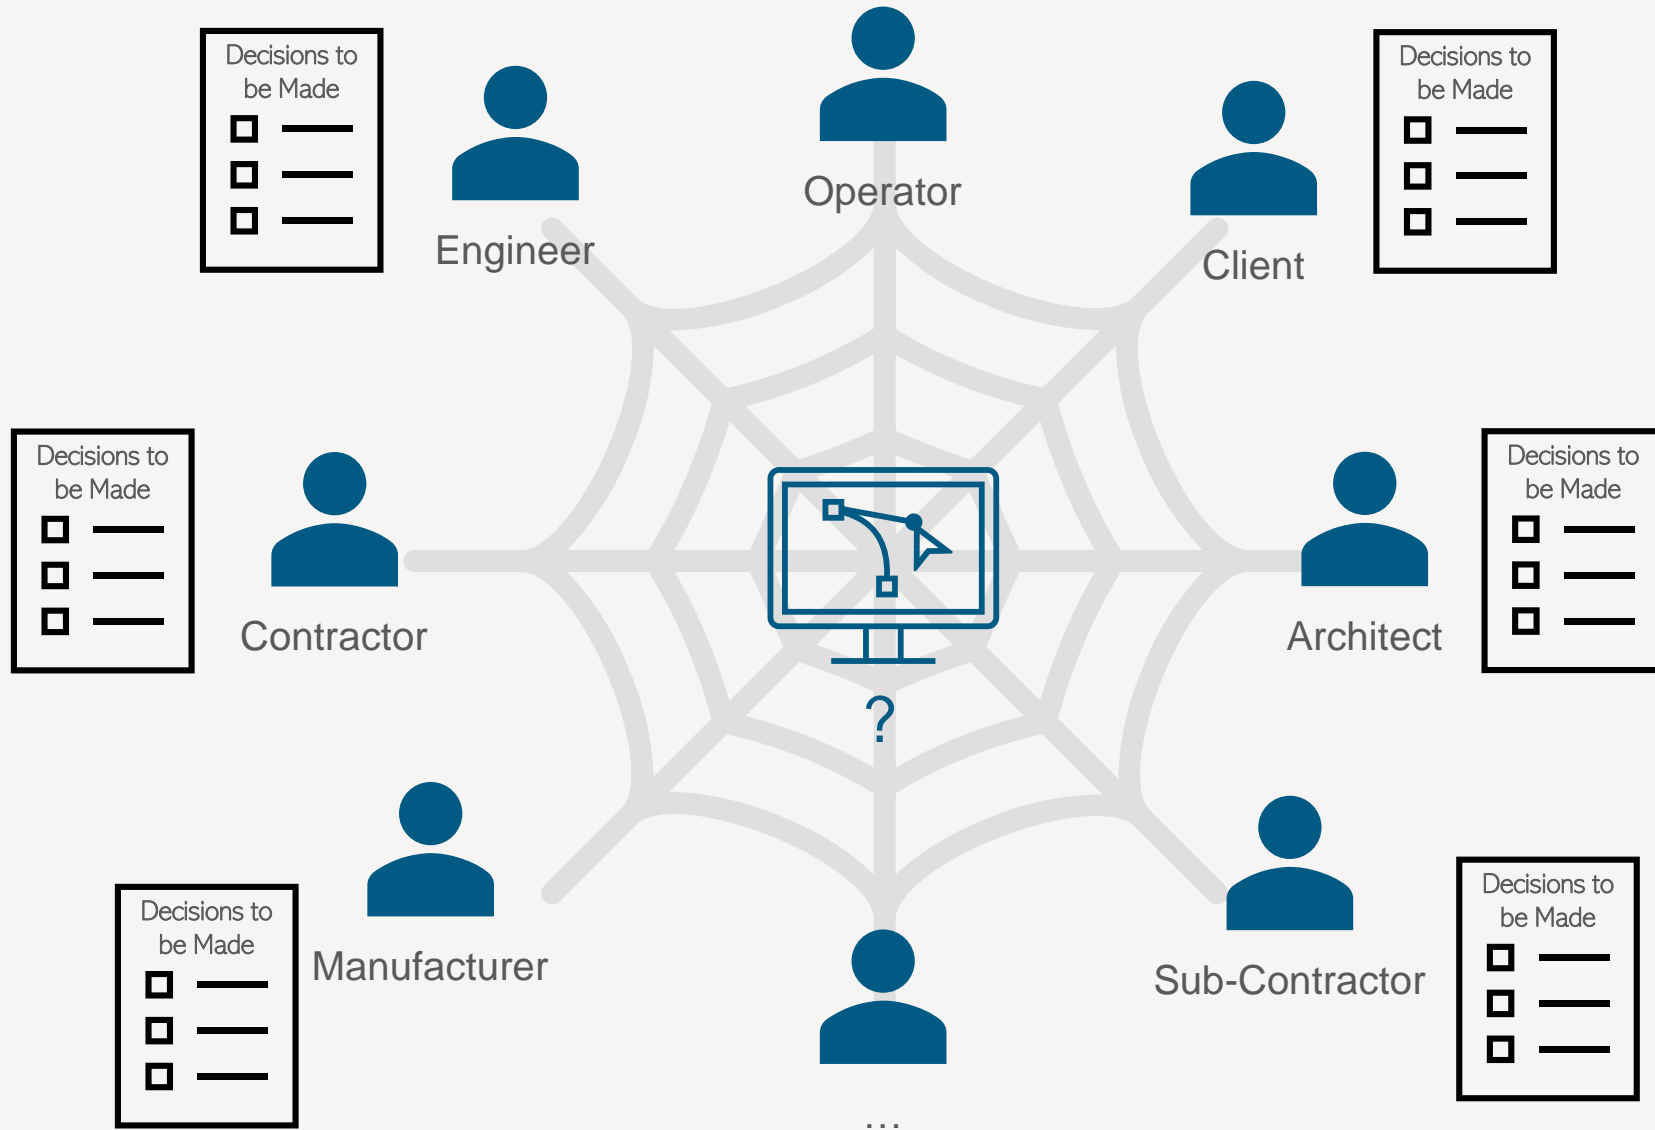 Decisions to
be Made
Engineer
Operator
Client
Decisions to
be Made
Decisions to
be Made
Contractor
Architect
Decisions to
be Made
?
Decisions to
be Made
Manufacturer
Sub-Contractor
Decisions to
be Made
...